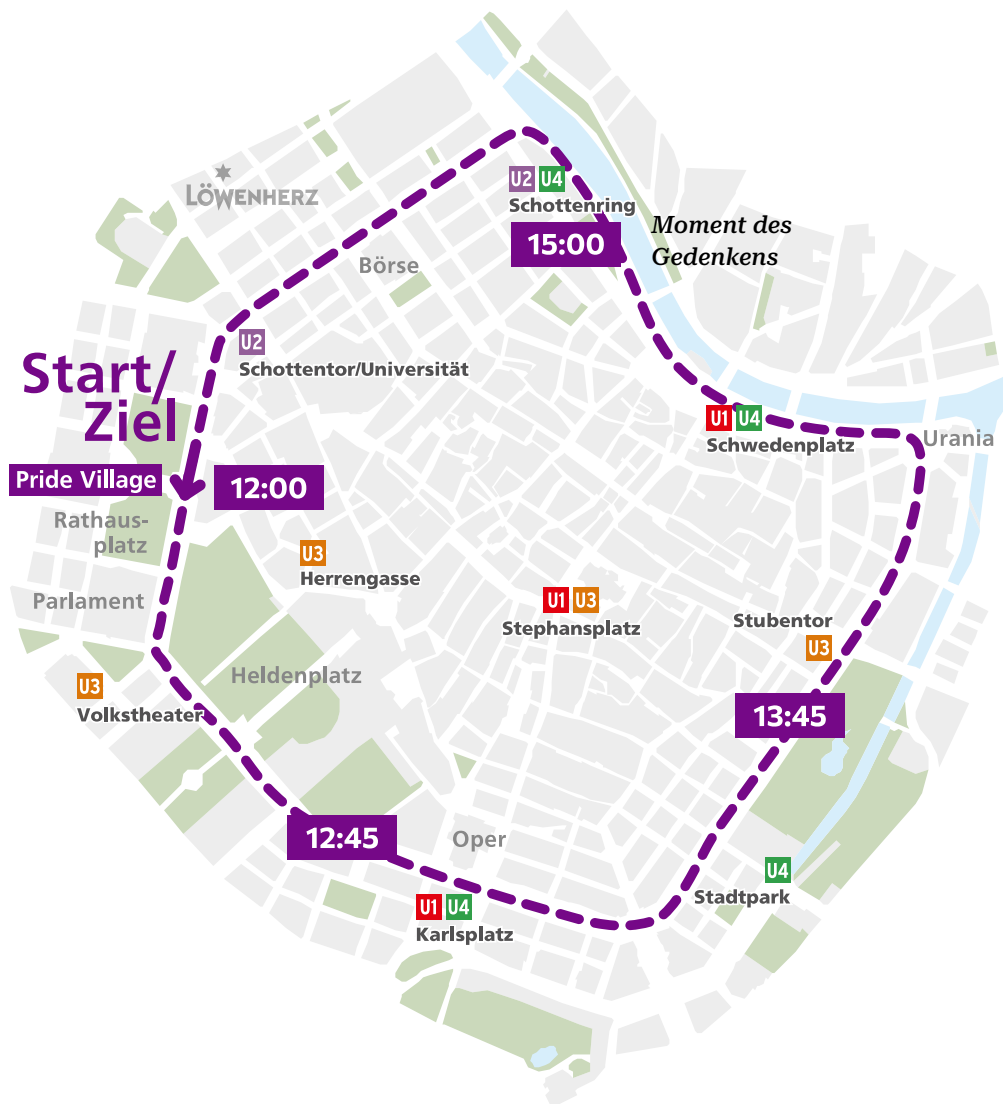 LÖWENHERZ
U2 U4
Schottenring
15:00
Moment des
Gedenkens
Börse
U2
Schottentor/Universität
Start/
Ziel
Pride Village
12:00
Rathaus-
platz
Parlament
U3
Herrengasse
U1 U4
Schwedenplatz
Urania
U1 U3
Stephansplatz
Stubentor
U3
Heldenplatz
U3
Volkstheater
13:45
12:45
Oper
U4
Stadtpark
U1 U4
Karlsplatz